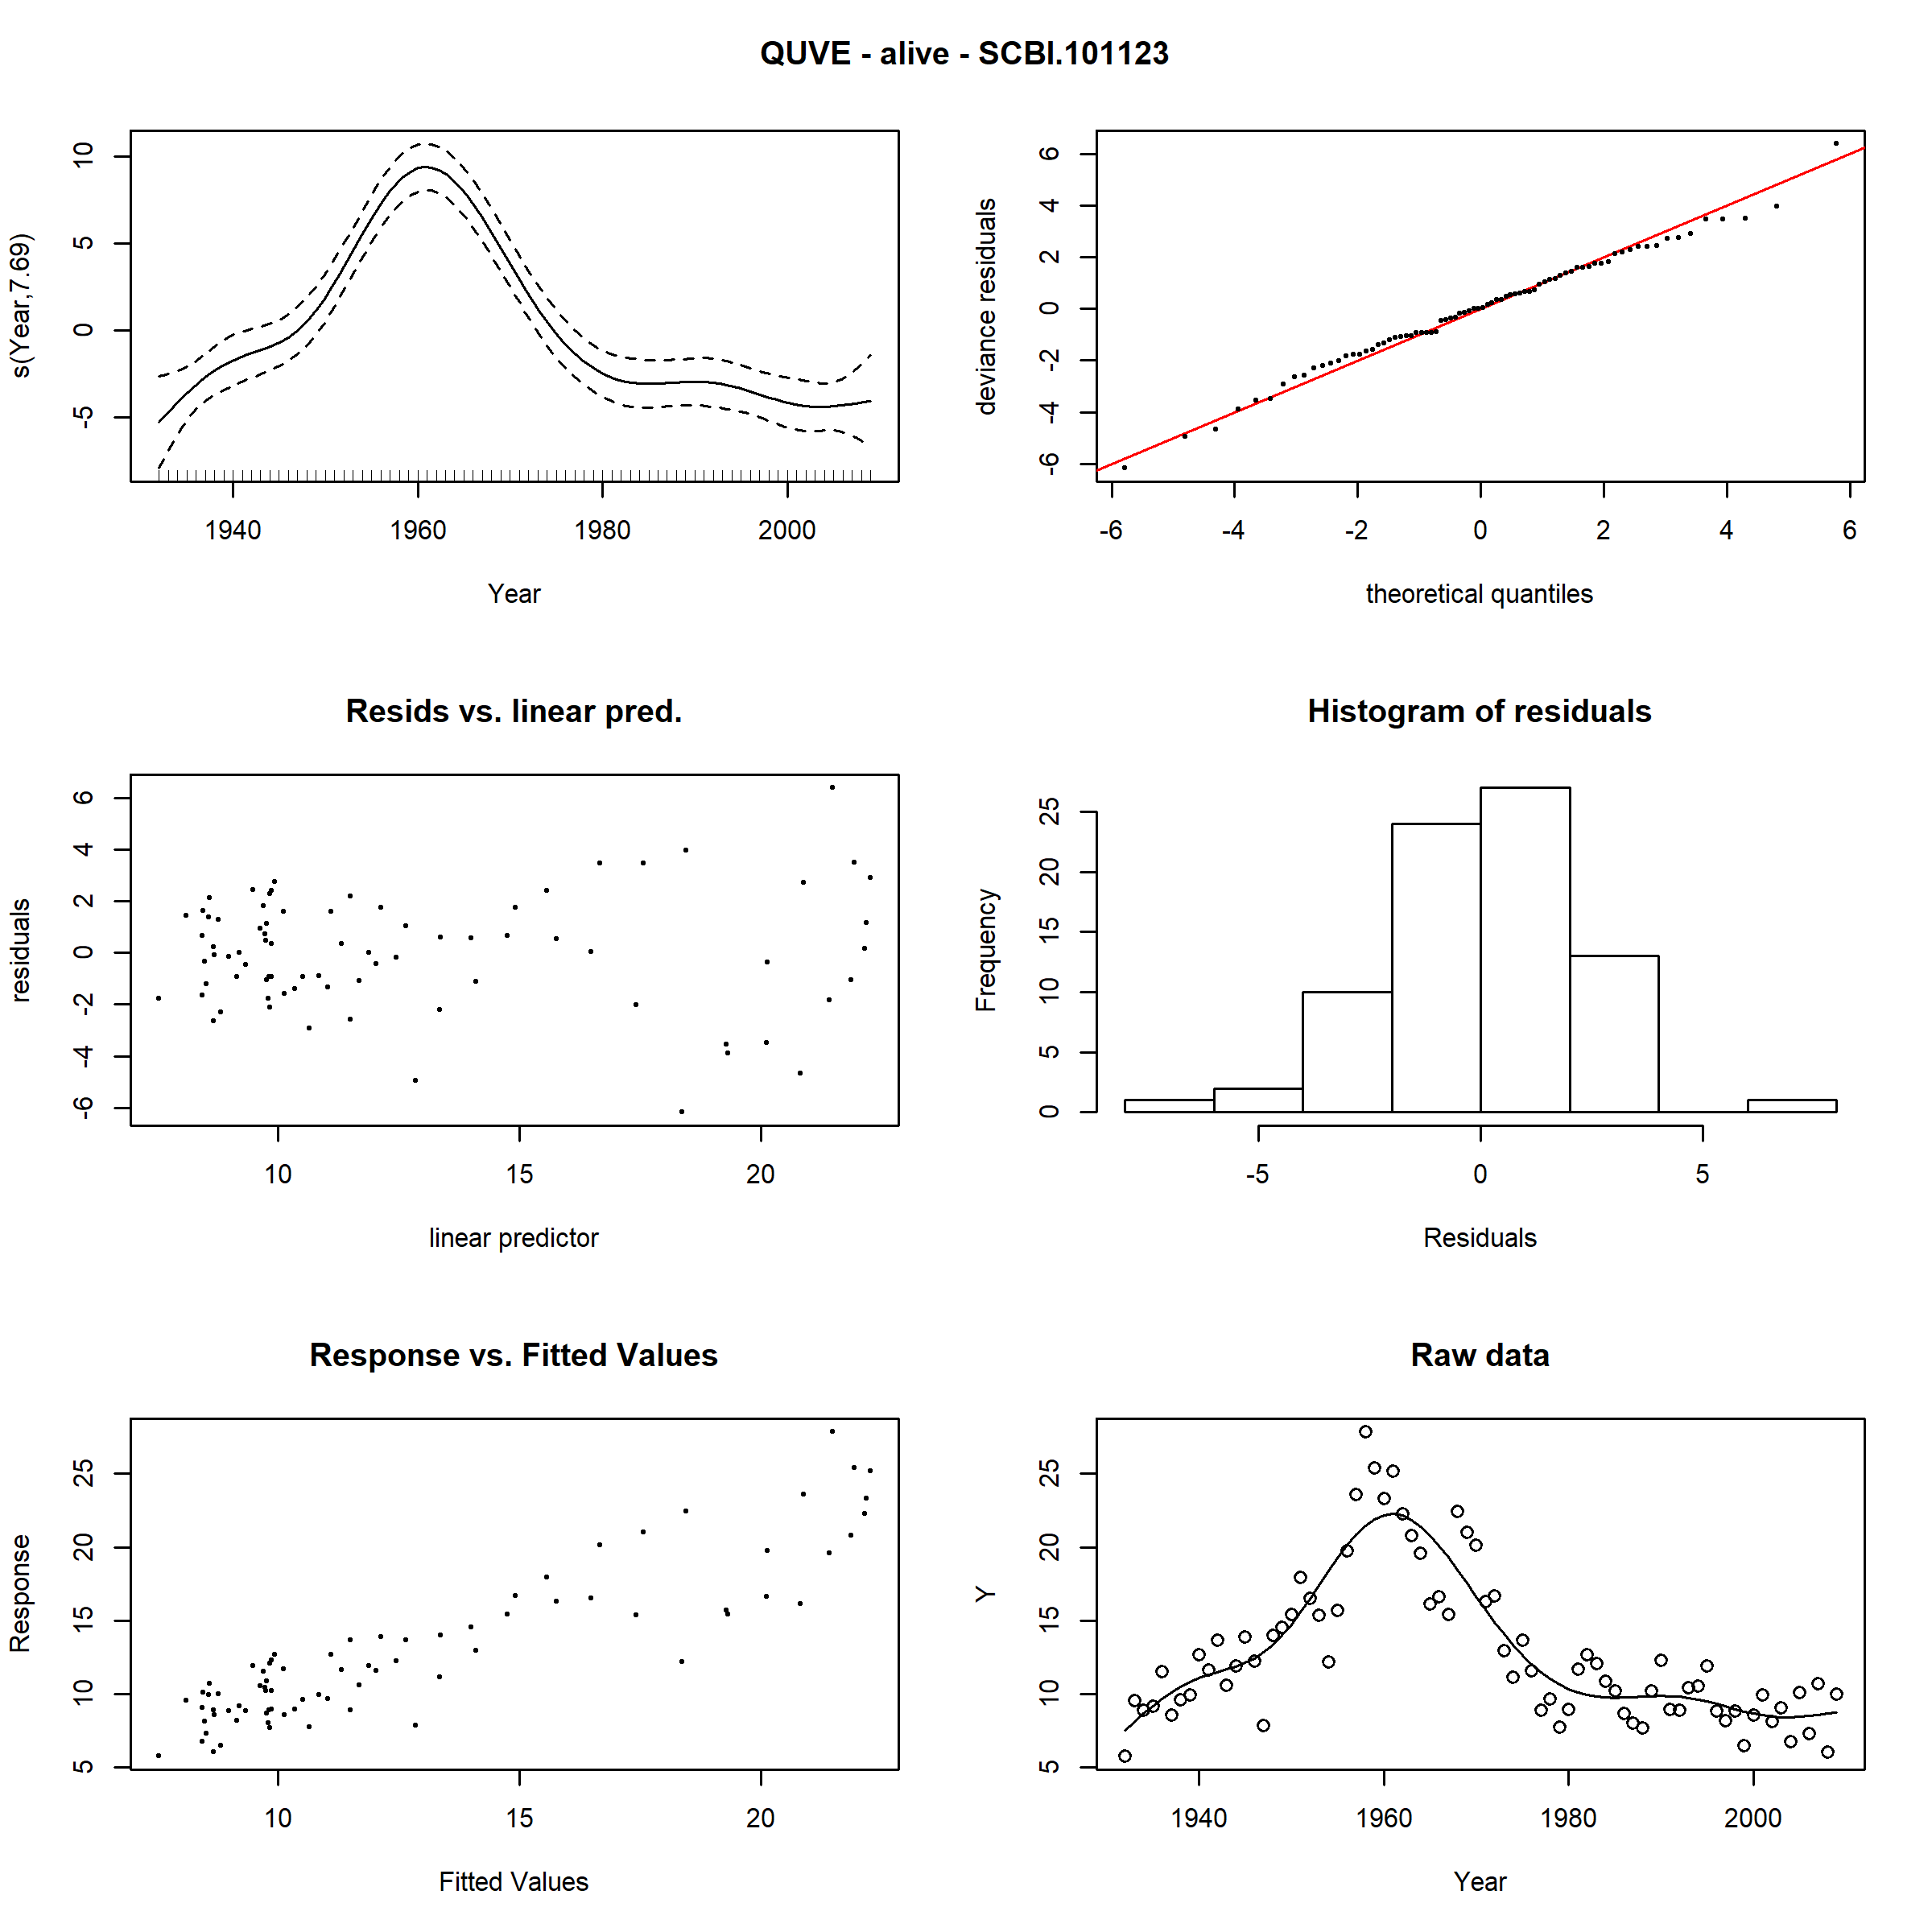 QUVE - alive - SCBI.101123
s(Year,7.69)
10
5
0
-5
1940 1960 1980 2000
Year
deviance residuals
6
4
2
0
-2
-4
-6
-6 -4 -2 0 2 4 6
theoretical quantiles
Resids vs. linear pred.
residuals
6
4
2
0
-2
-4
-6
10 15 20
linear predictor
Histogram of residuals
Frequency
25
20
15
10
5
0
-5 0 5
Residuals
Response vs. Fitted Values
Response
25
20
15
10
5
10 15 20
Fitted Values
Raw data
Y
25
20
15
10
5
1940 1960 1980 2000
Year